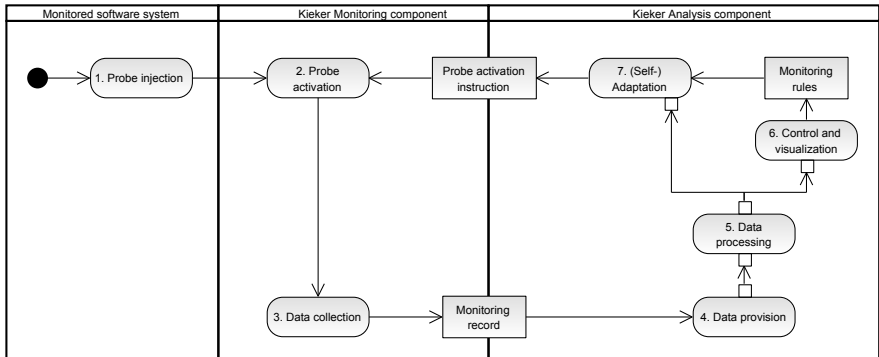 Monitored software system
Kieker Monitoring component
Kieker Analysis component
1. Probe injection
2. Probe
activation
Probe activation
instruction
7. (Self-)
Adaptation
Monitoring
rules
6. Control and
visualization
5. Data
processing
3. Data collection
Monitoring
record
4. Data provision